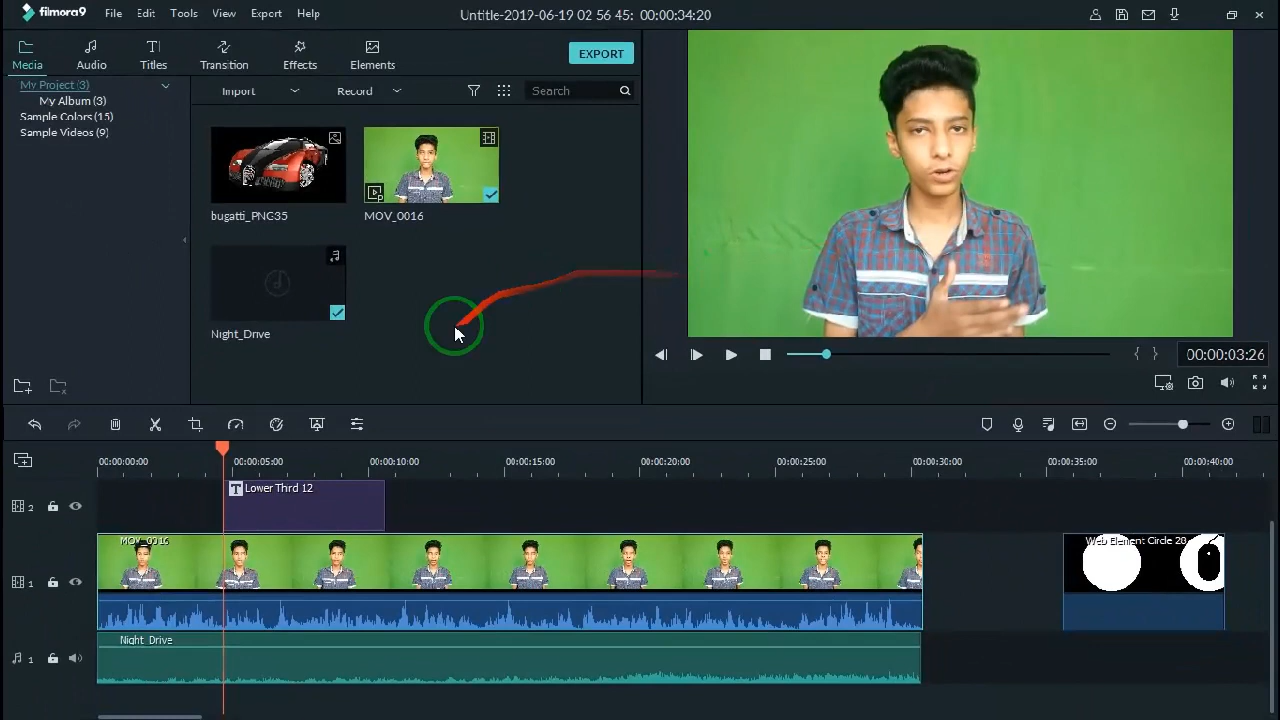 filmora9 File Edit Tools View Export Help Untitle-2019-06-19 02 56 45: 00:00:34:20
Media Audio Titles Transition Effects Elements EXPORT
My Project (3) Import Record Search
My Album (3)
Sample Colors (15)
Sample Videos (9)
bugatti_PNC35 MOV_0016
Night_Drive
00:00:03:26
00:00:00:00 00:00:05:00 00:00:10:00 00:00:15:00 00:00:20:00 00:00:25:00 00:00:30:00 00:00:35:00 00:00:40:00
2 T Lower Thrd 12
MOV_0016 Web Element Circle 20
1
Night_Drive
1